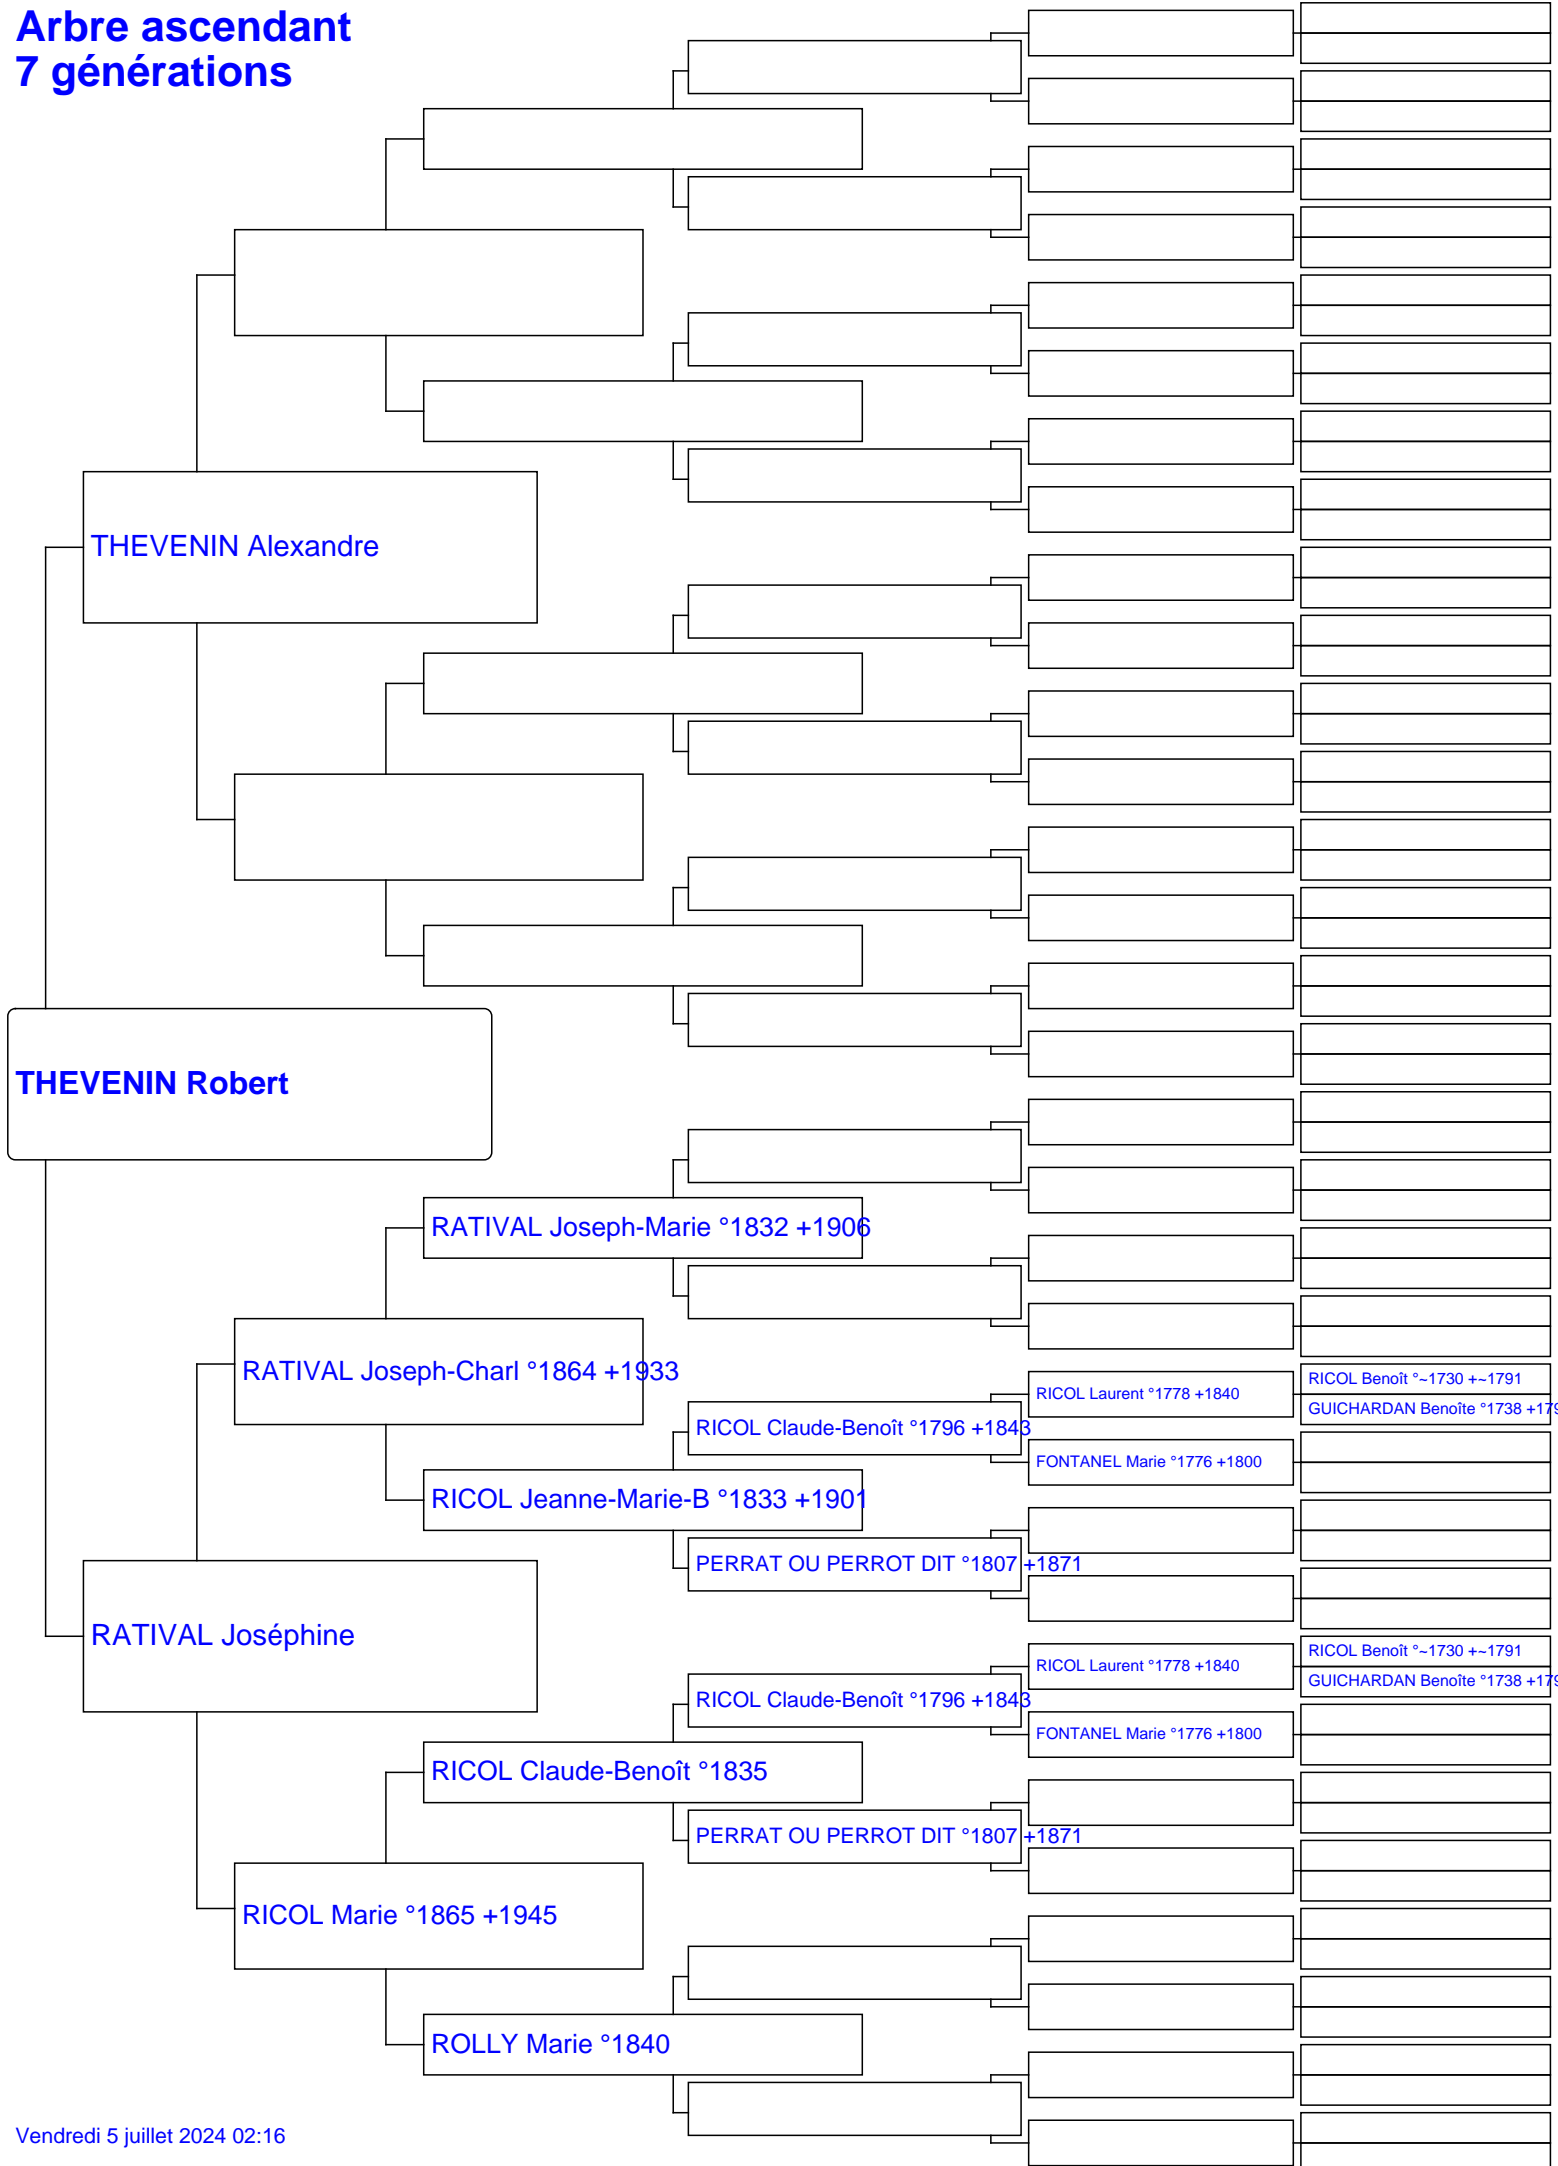 Arbre ascendant
7 générations
THEVENIN Alexandre
THEVENIN Robert
RATIVAL Joseph-Marie °1832 +1906
RATIVAL Joseph-Charl °1864 +1933
RICOL Laurent °1778 +1840
RICOL Benoît °~1730 +~1791
GUICHARDAN Benoîte °1738 +179
RICOL Claude-Benoît °1796 +1843
FONTANEL Marie °1776 +1800
RICOL Jeanne-Marie-B °1833 +1901
PERRAT OU PERROT DIT °1807 +1871
RATIVAL Joséphine
RICOL Laurent °1778 +1840
RICOL Benoît °~1730 +~1791
GUICHARDAN Benoîte °1738 +179
RICOL Claude-Benoît °1796 +1843
FONTANEL Marie °1776 +1800
RICOL Claude-Benoît °1835
PERRAT OU PERROT DIT °1807 +1871
RICOL Marie °1865 +1945
ROLLY Marie °1840
Vendredi 5 juillet 2024 02:16